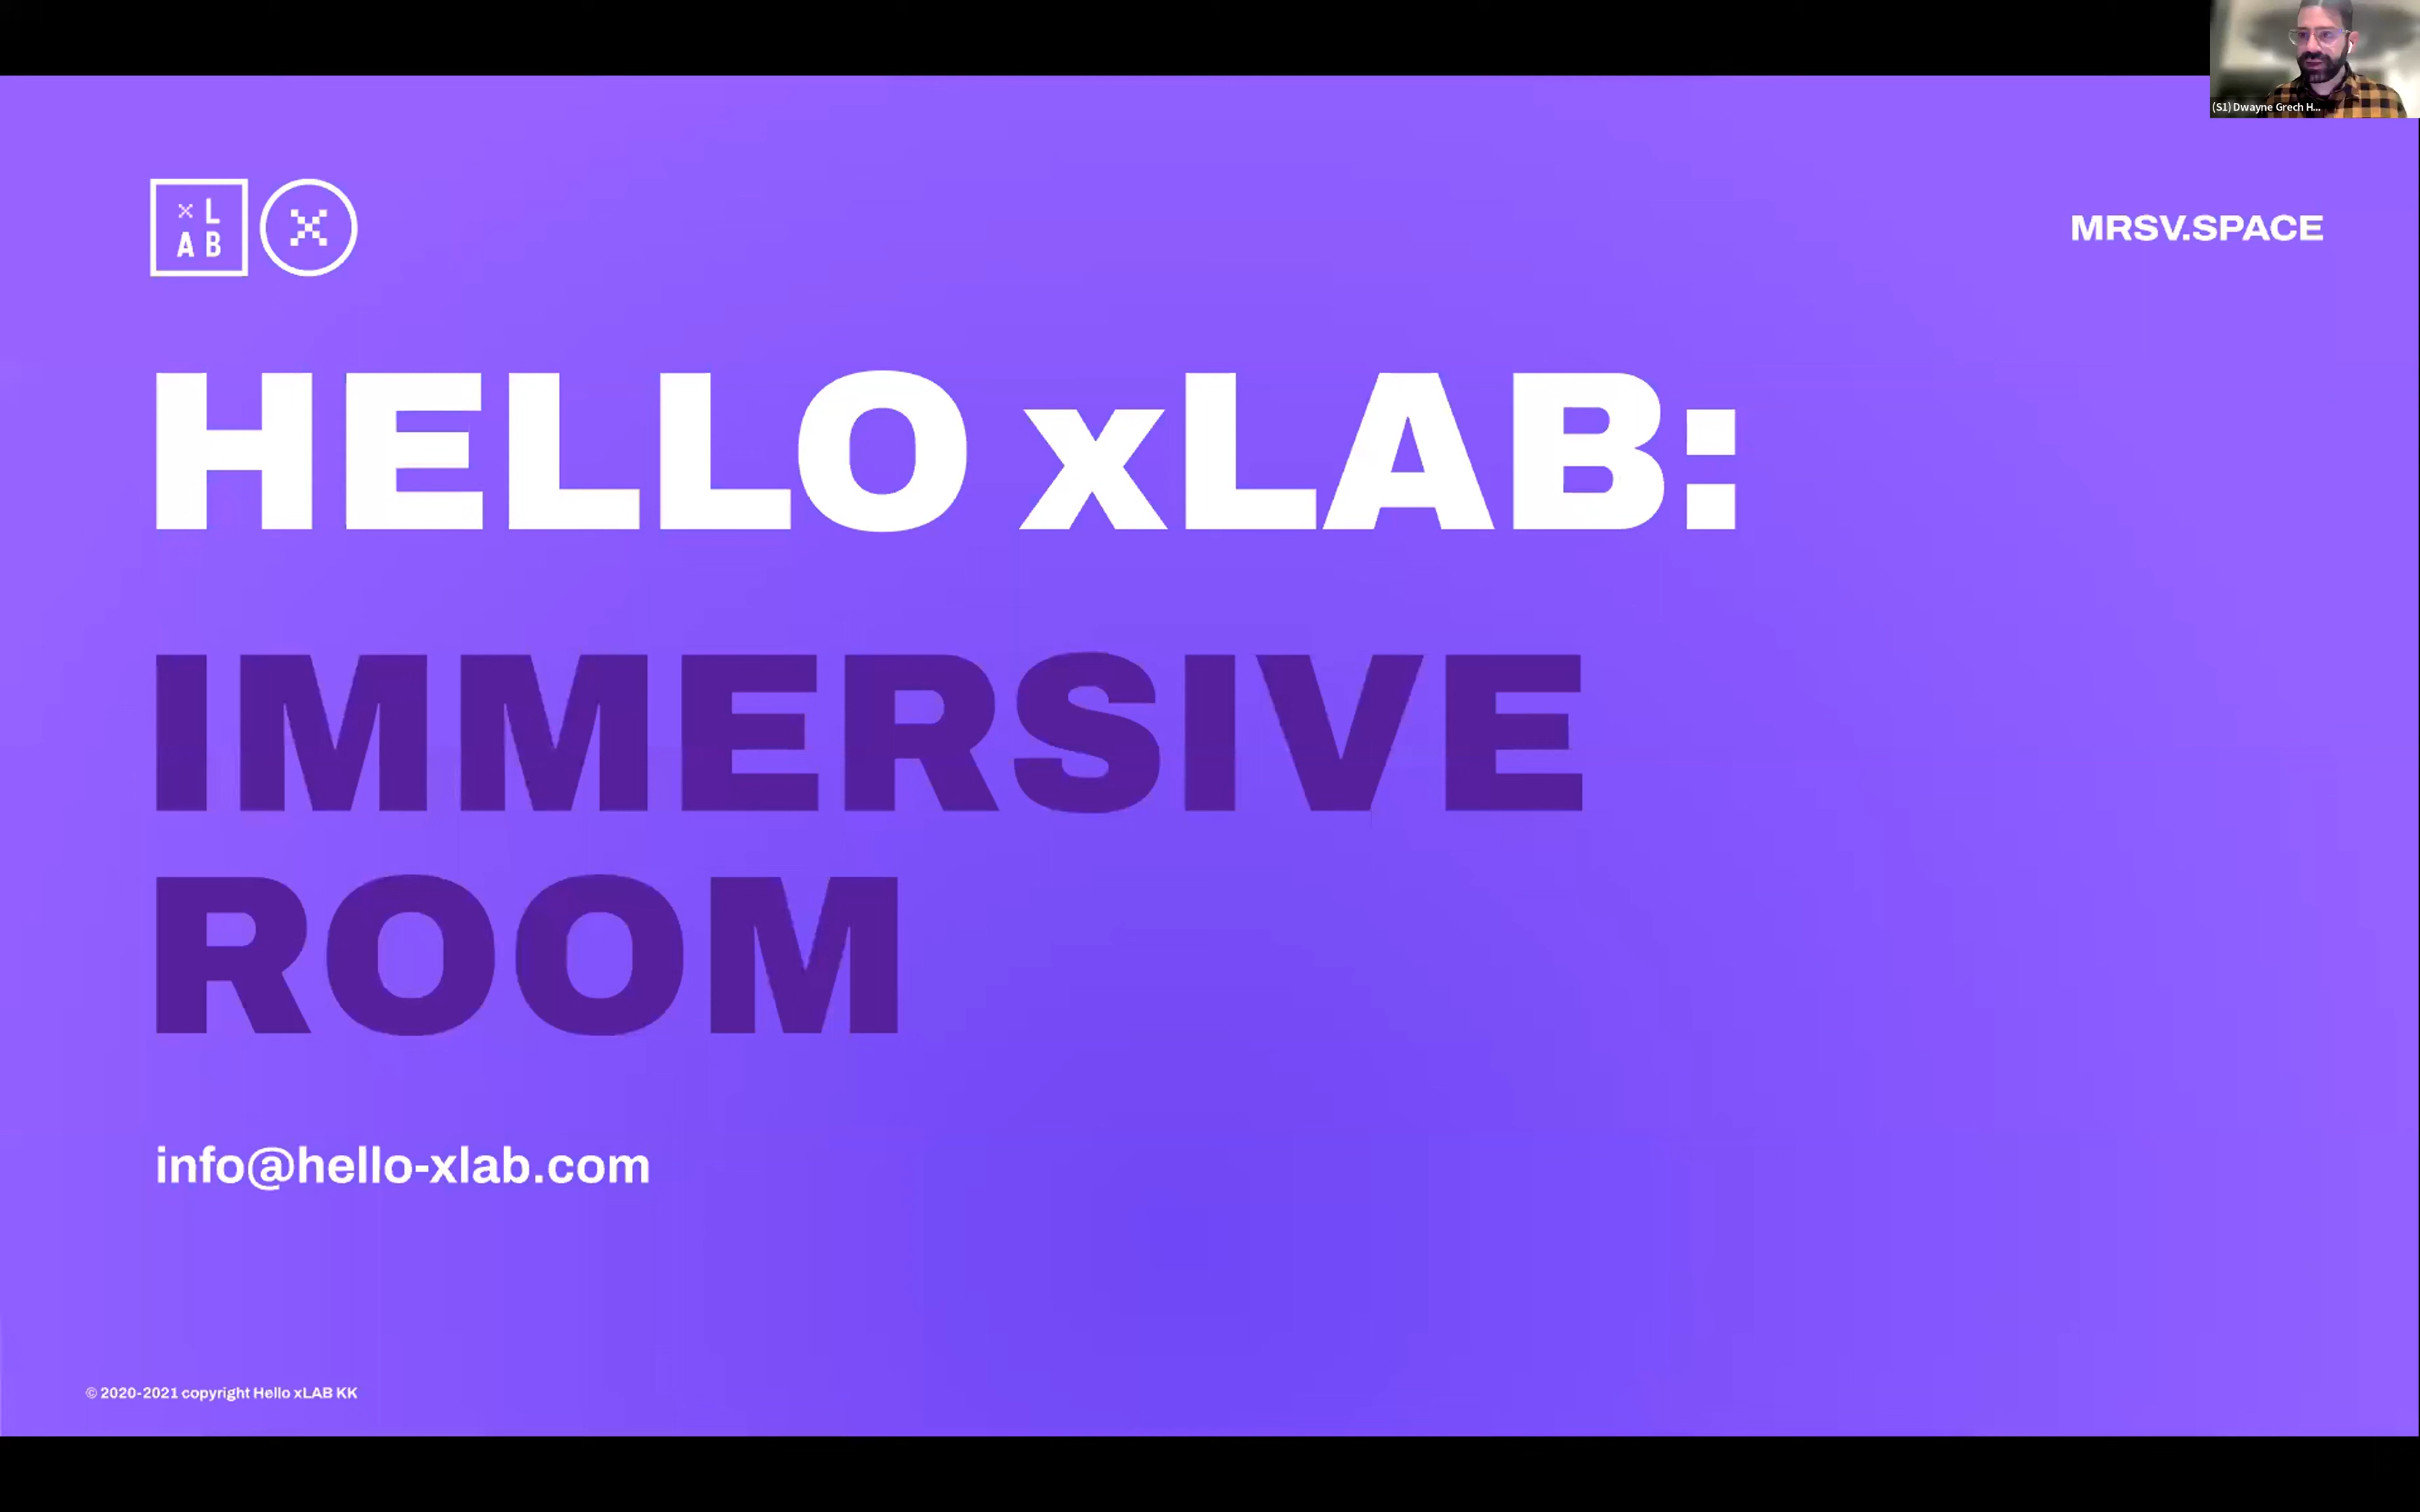 (S1) Dwayne Grech H...
x L
A B
MRSV.SPACE
HELLO xLAB:
IMMERSIVE
ROOM
info@hello-xlab.com
© 2020-2021 copyright Hello xLAB KK